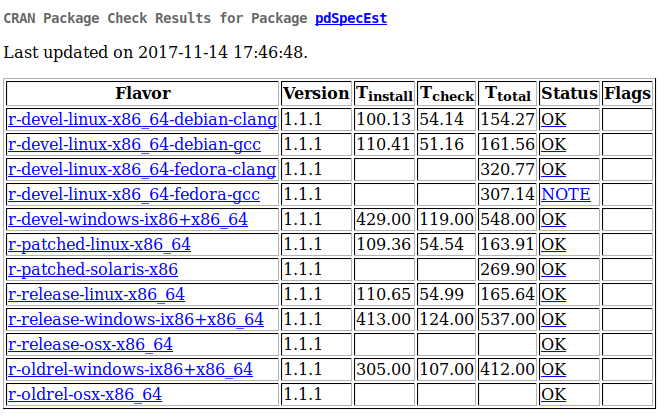 CRAN Package Check Results for Package pdSpecEst
Last updated on 2017-11-14 17:46:48.
Flavor Version Tinstall Tcheck Ttotal Status Flags
r-devel-linux-x86_64-debian-clang 1.1.1 100.13 54.14 154.27 OK
r-devel-linux-x86_64-debian-gcc 1.1.1 110.41 51.16 161.56 OK
r-devel-linux-x86_64-fedora-clang 1.1.1 320.77 OK
r-devel-linux-x86_64-fedora-gcc 1.1.1 307.14 NOTE
r-devel-windows-ix86+x86_64 1.1.1 429.00 119.00 548.00 OK
r-patched-linux-x86_64 1.1.1 109.36 54.54 163.91 OK
r-patched-solaris-x86 1.1.1 269.90 OK
r-release-linux-x86_64 1.1.1 110.65 54.99 165.64 OK
r-release-windows-ix86+x86_64 1.1.1 413.00 124.00 537.00 OK
r-release-osx-x86_64 1.1.1 OK
r-oldrel-windows-ix86+x86_64 1.1.1 305.00 107.00 412.00 OK
r-oldrel-osx-x86_64 1.1.1 OK